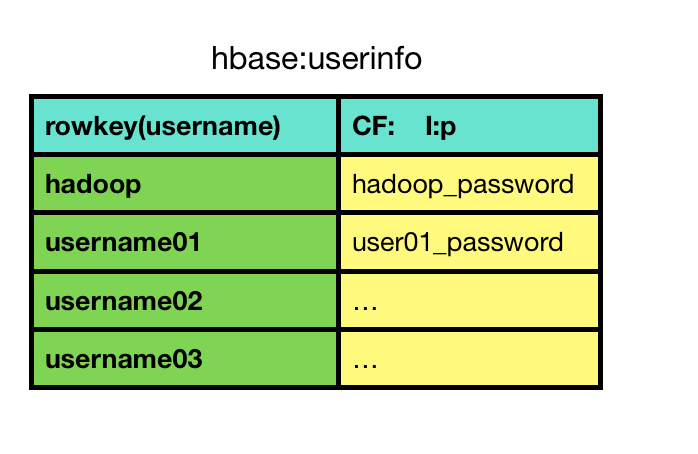 hbase:userinfo
rowkey(username) CF: I:p
hadoop hadoop_password
username01 user01_password
username02 …
username03 …